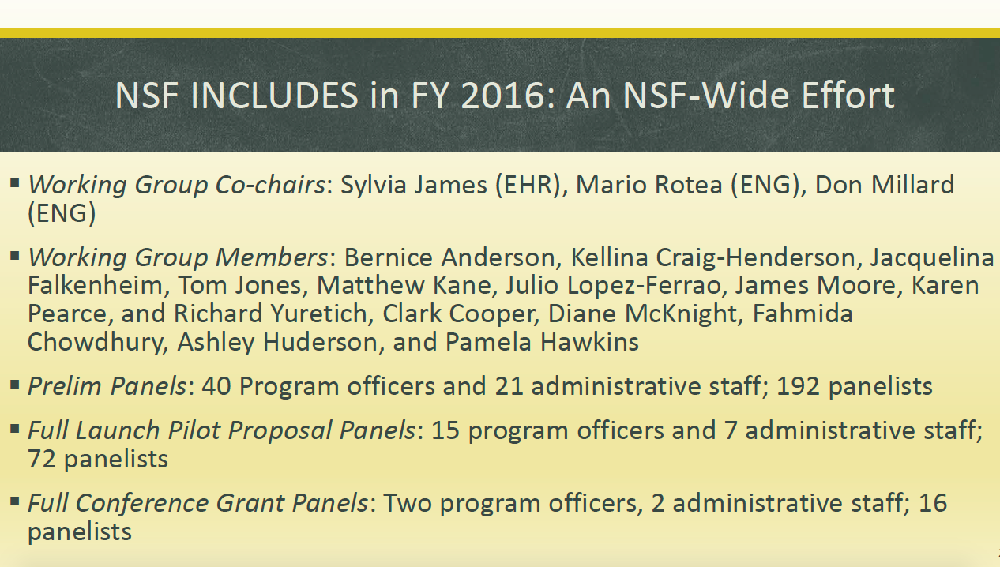 NSF INCLUDES in FY 2016: An NSF-Wide Effort
▪ Working Group Co-chairs: Sylvia James (EHR), Mario Rotea (ENG), Don Millard
(ENG)
▪ Working Group Members: Bernice Anderson, Kellina Craig-Henderson, Jacquelina
Falkenheim, Tom Jones, Matthew Kane, Julio Lopez-Ferrao, James Moore, Karen
Pearce, and Richard Yuretich, Clark Cooper, Diane McKnight, Fahmida
Chowdhury, Ashley Huderson, and Pamela Hawkins
▪ Prelim Panels: 40 Program officers and 21 administrative staff; 192 panelists
▪ Full Launch Pilot Proposal Panels: 15 program officers and 7 administrative staff;
72 panelists
▪ Full Conference Grant Panels: Two program officers, 2 administrative staff; 16
panelists